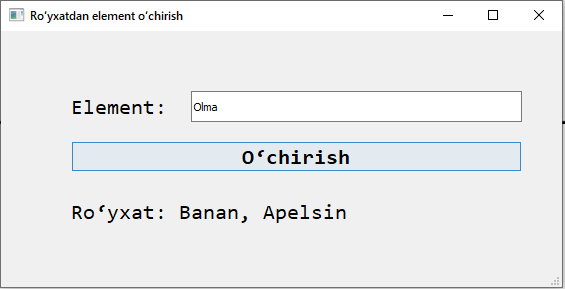 Ro‘yxatdan element o‘chirish
Element: Olma
O‘chirish
Ro‘yxat: Banan, Apelsin